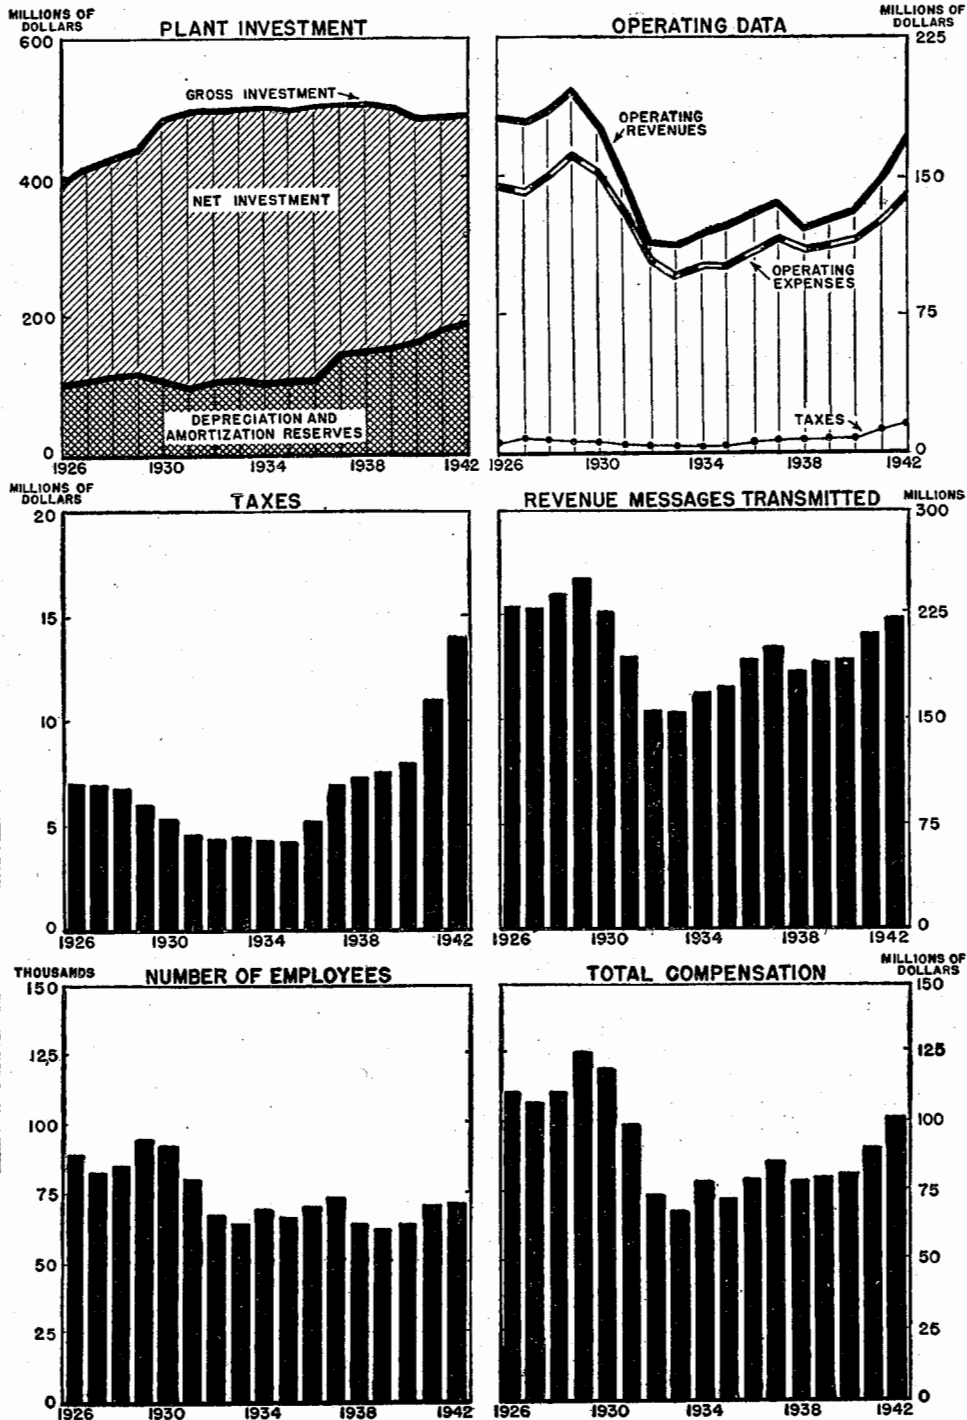 MILLIONS OF
DOLLARS
PLANT INVESTMENT
600
400
200
0
GROSS INVESTMENT
NET INVESTMENT
DEPRECIATION AND
AMORTIZATION RESERVES
1926 1930 1934 1938 1942
OPERATING DATA
MILLIONS OF
DOLLARS
225
150
75
0
OPERATING
REVENUES
OPERATING
EXPENSES
TAXES
1926 1930 1934 1938 1942
MILLIONS OF
DOLLARS
TAXES
20
15
10
5
0
1926 1930 1934 1938 1942
REVENUE MESSAGES TRANSMITTED
MILLIONS
300
225
150
75
0
1926 1930 1934 1938 1942
THOUSANDS
NUMBER OF EMPLOYEES
150
125
100
75
50
25
0
1926 1930 1934 1938 1942
TOTAL COMPENSATION
MILLIONS OF
DOLLARS
150
125
100
75
50
25
0
1926 1930 1934 1938 1942